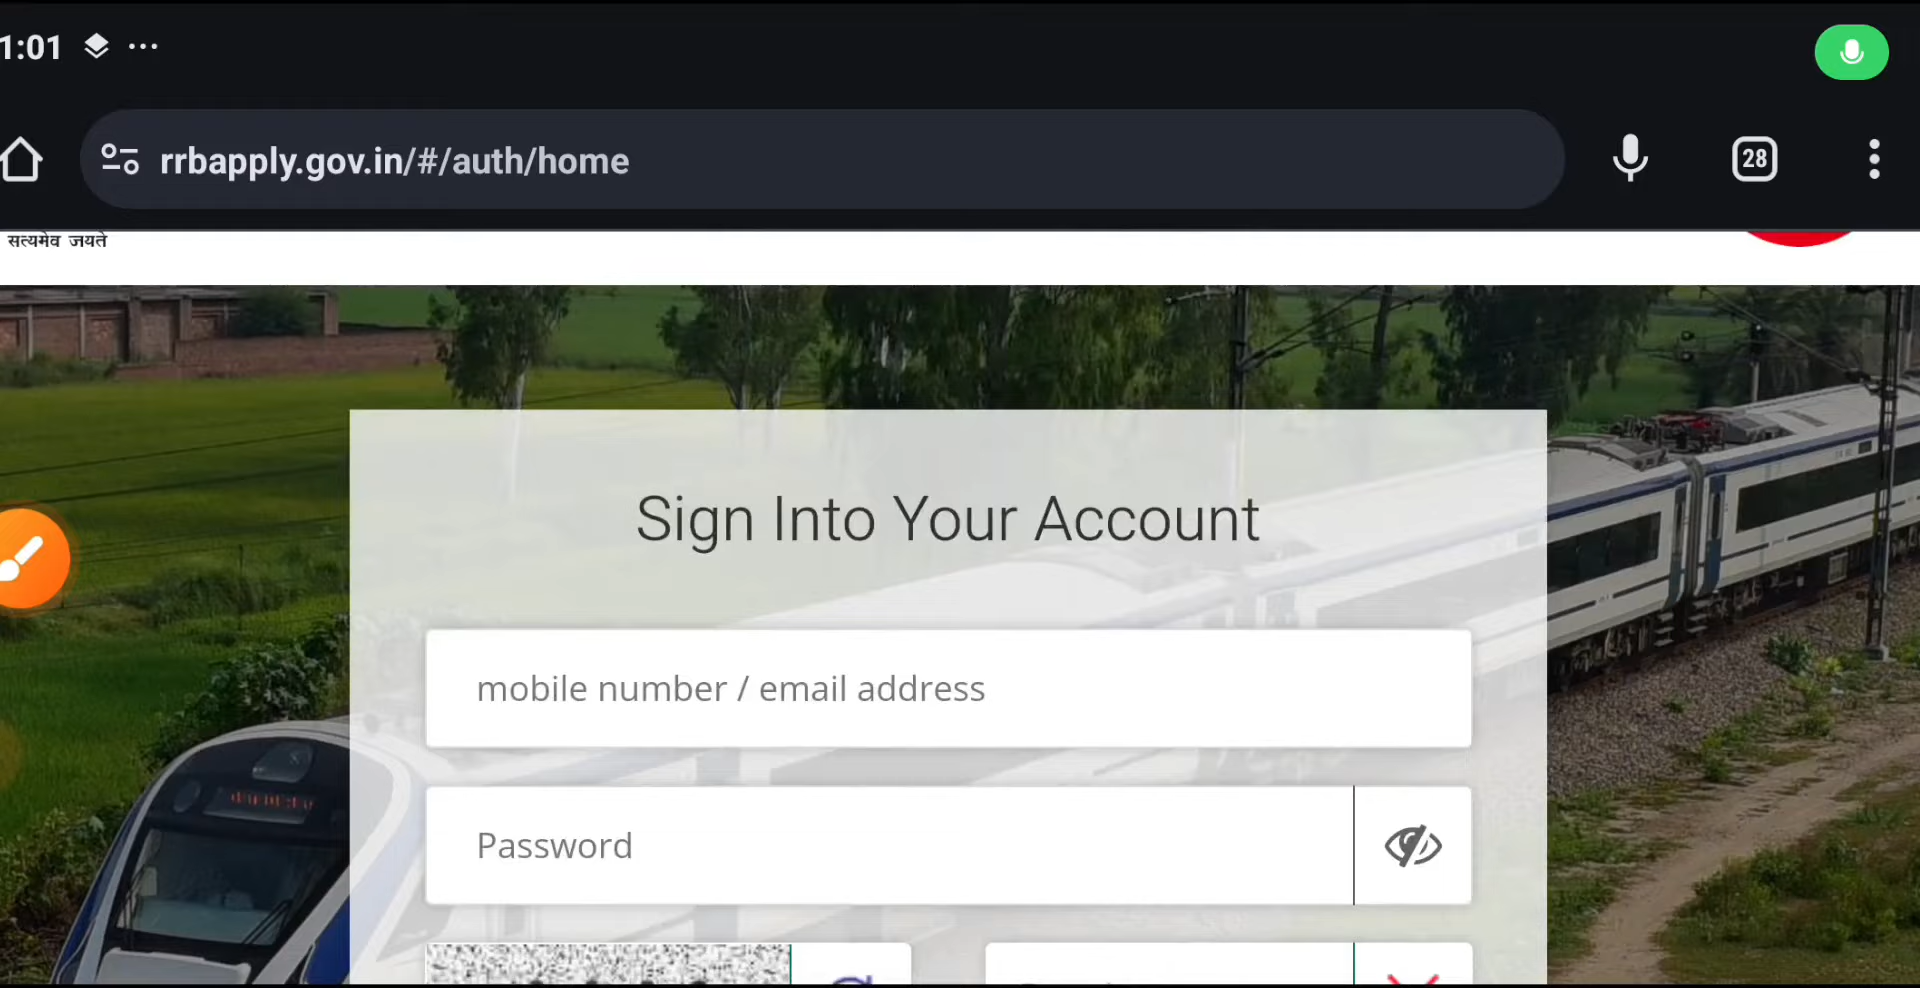 1:01
rrbapply.gov.in/#/auth/home
28
सत्यमेव जयते
Sign Into Your Account
mobile number / email address
Password